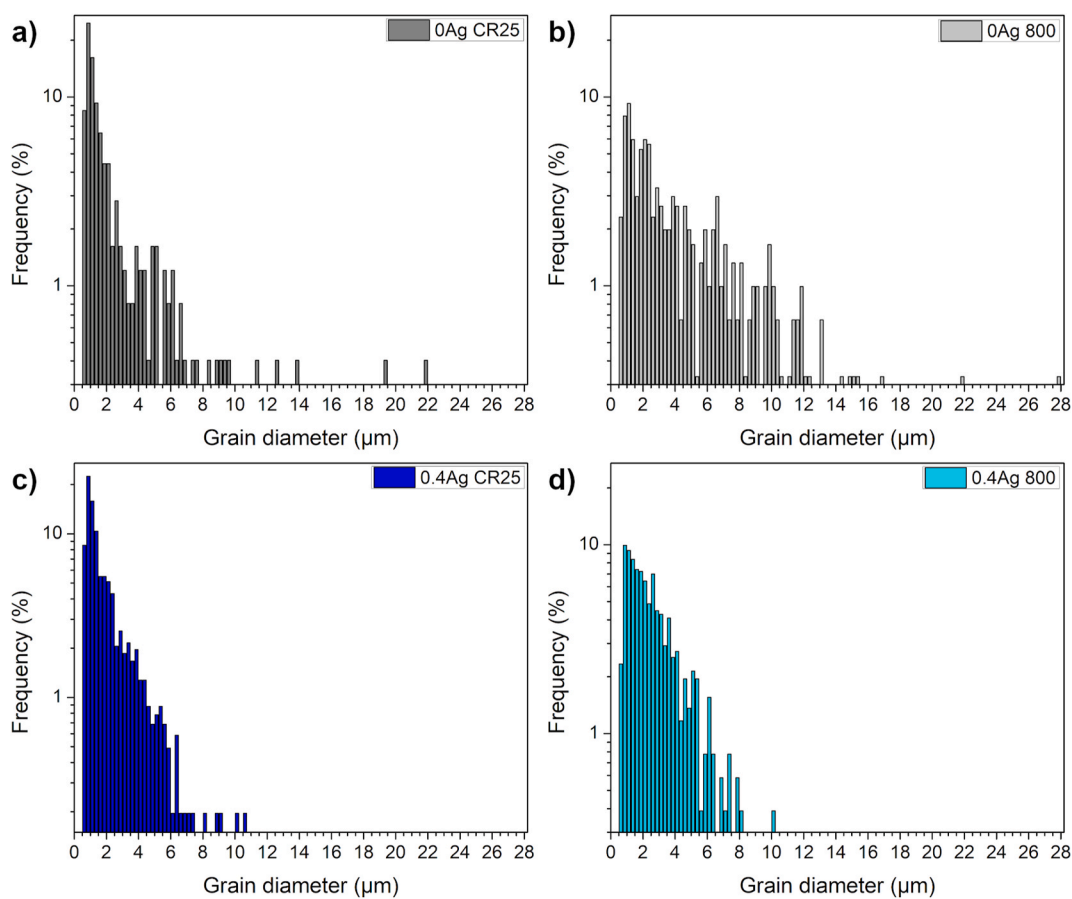 a)
0Ag CR25
10
1
Frequency (%)
0 2 4 6 8 10 12 14 16 18 20 22 24 26 28
Grain diameter (µm)
b)
0Ag 800
10
1
Frequency (%)
0 2 4 6 8 10 12 14 16 18 20 22 24 26 28
Grain diameter (µm)
c)
0.4Ag CR25
10
1
Frequency (%)
0 2 4 6 8 10 12 14 16 18 20 22 24 26 28
Grain diameter (µm)
d)
0.4Ag 800
10
1
Frequency (%)
0 2 4 6 8 10 12 14 16 18 20 22 24 26 28
Grain diameter (µm)